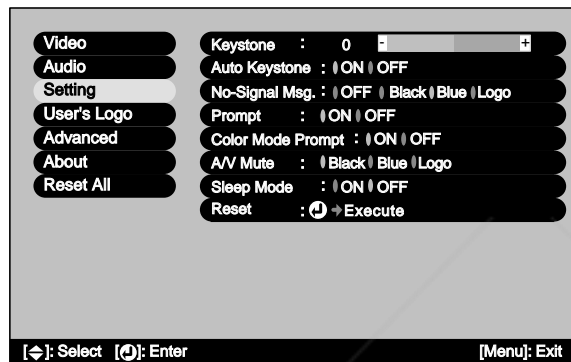 Video
Audio
Setting
User's Logo
Advanced
About
Reset All
Keystone : 0 - +
Auto Keystone : ON OFF
No-Signal Msg. : OFF Black Blue Logo
Prompt : ON OFF
Color Mode Prompt : ON OFF
A/V Mute : Black Blue Logo
Sleep Mode : ON OFF
Reset : Execute
[ ]: Select [ ]: Enter [Menu]: Exit